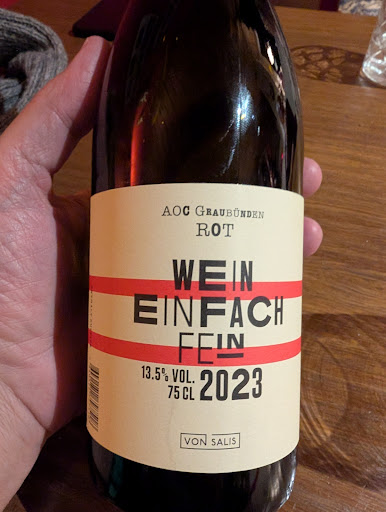 AOC GRAUBÜNDEN
ROT
WEIN
EINFACH
FEIN
13.5% VOL.
75 CL
2023
VON SALIS